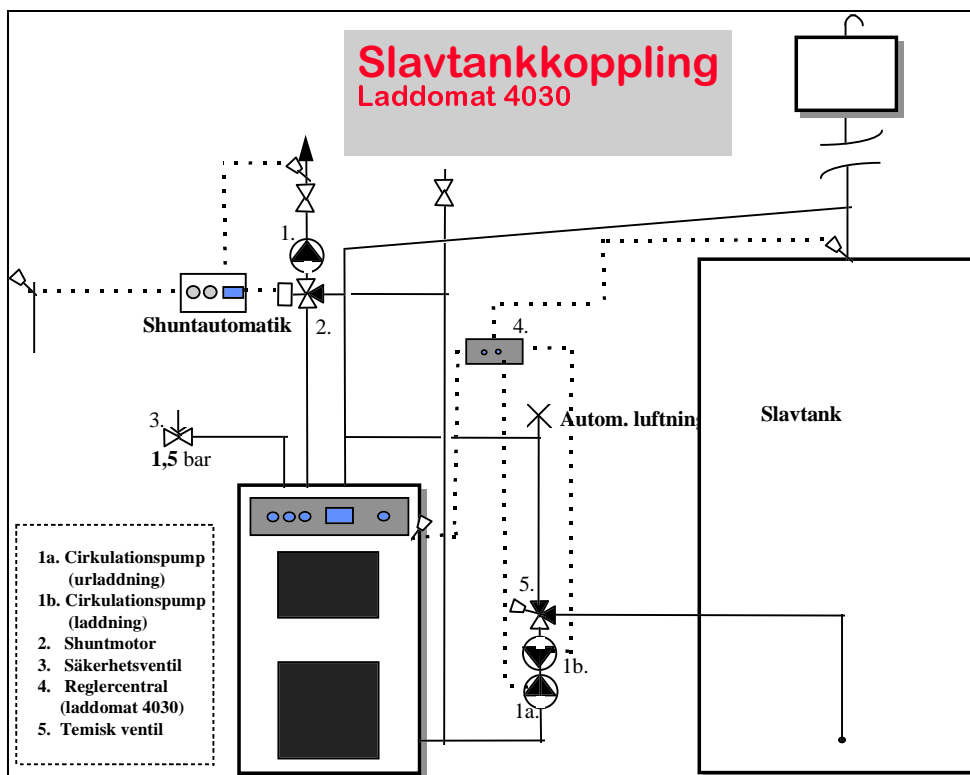 Slavtankkoppling
Laddomat 4030
1.
Shuntautomatik
2.
4.
3.
1,5 bar
Autom. luftning
Slavtank
5.
1b.
1a.
1a. Cirkulationspump
(urladdning)
1b. Cirkulationspump
(laddning)
2. Shuntmotor
3. Säkerhetsventil
4. Reglercentral
(laddomat 4030)
5. Temisk ventil